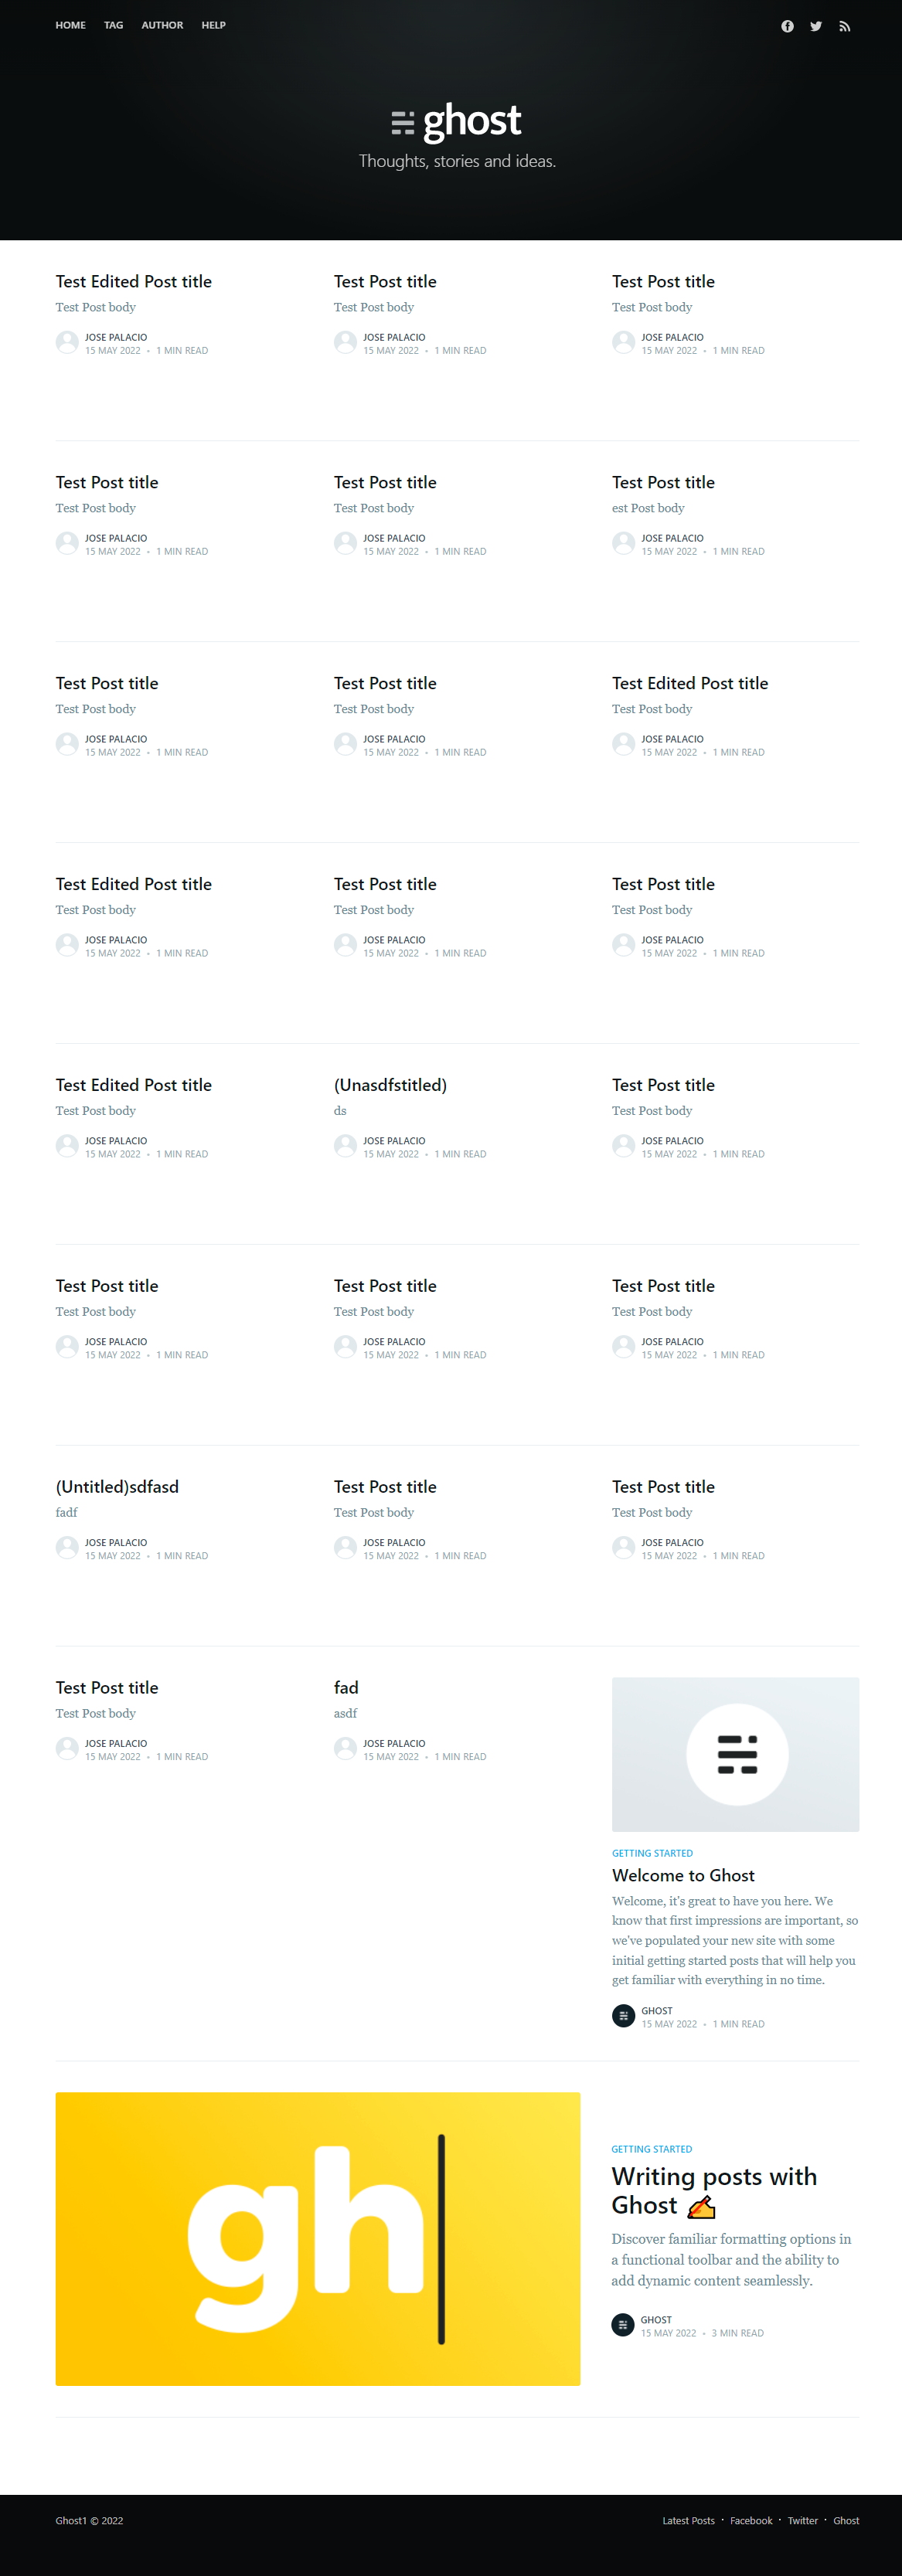 HOME TAG AUTHOR HELP
ghost
Thoughts, stories and ideas.
Test Edited Post title
Test Post body
JOSE PALACIO
15 MAY 2022 • 1 MIN READ
Test Post title
Test Post body
JOSE PALACIO
15 MAY 2022 • 1 MIN READ
Test Post title
Test Post body
JOSE PALACIO
15 MAY 2022 • 1 MIN READ
Test Post title
Test Post body
JOSE PALACIO
15 MAY 2022 • 1 MIN READ
Test Post title
Test Post body
JOSE PALACIO
15 MAY 2022 • 1 MIN READ
Test Post title
est Post body
JOSE PALACIO
15 MAY 2022 • 1 MIN READ
Test Post title
Test Post body
JOSE PALACIO
15 MAY 2022 • 1 MIN READ
Test Post title
Test Post body
JOSE PALACIO
15 MAY 2022 • 1 MIN READ
Test Edited Post title
Test Post body
JOSE PALACIO
15 MAY 2022 • 1 MIN READ
Test Edited Post title
Test Post body
JOSE PALACIO
15 MAY 2022 • 1 MIN READ
Test Post title
Test Post body
JOSE PALACIO
15 MAY 2022 • 1 MIN READ
Test Post title
Test Post body
JOSE PALACIO
15 MAY 2022 • 1 MIN READ
Test Edited Post title
Test Post body
JOSE PALACIO
15 MAY 2022 • 1 MIN READ
(Unasdfstitled)
ds
JOSE PALACIO
15 MAY 2022 • 1 MIN READ
Test Post title
Test Post body
JOSE PALACIO
15 MAY 2022 • 1 MIN READ
Test Post title
Test Post body
JOSE PALACIO
15 MAY 2022 • 1 MIN READ
Test Post title
Test Post body
JOSE PALACIO
15 MAY 2022 • 1 MIN READ
Test Post title
Test Post body
JOSE PALACIO
15 MAY 2022 • 1 MIN READ
(Untitled)sdfasd
fadf
JOSE PALACIO
15 MAY 2022 • 1 MIN READ
Test Post title
Test Post body
JOSE PALACIO
15 MAY 2022 • 1 MIN READ
Test Post title
Test Post body
JOSE PALACIO
15 MAY 2022 • 1 MIN READ
Test Post title
Test Post body
JOSE PALACIO
15 MAY 2022 • 1 MIN READ
fad
asdf
JOSE PALACIO
15 MAY 2022 • 1 MIN READ
GETTING STARTED
Welcome to Ghost
Welcome, it's great to have you here. We
know that first impressions are important, so
we've populated your new site with some
initial getting started posts that will help you
get familiar with everything in no time.
GHOST
15 MAY 2022 • 1 MIN READ
gh
GETTING STARTED
Writing posts with
Ghost ✍️
Discover familiar formatting options in
a functional toolbar and the ability to
add dynamic content seamlessly.
GHOST
15 MAY 2022 • 3 MIN READ
Ghost1 © 2022
Latest Posts • Facebook • Twitter • Ghost